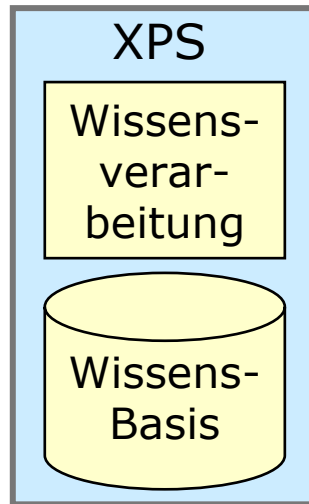 XPS
Wissens-
verar-
beitung
Wissens-
Basis